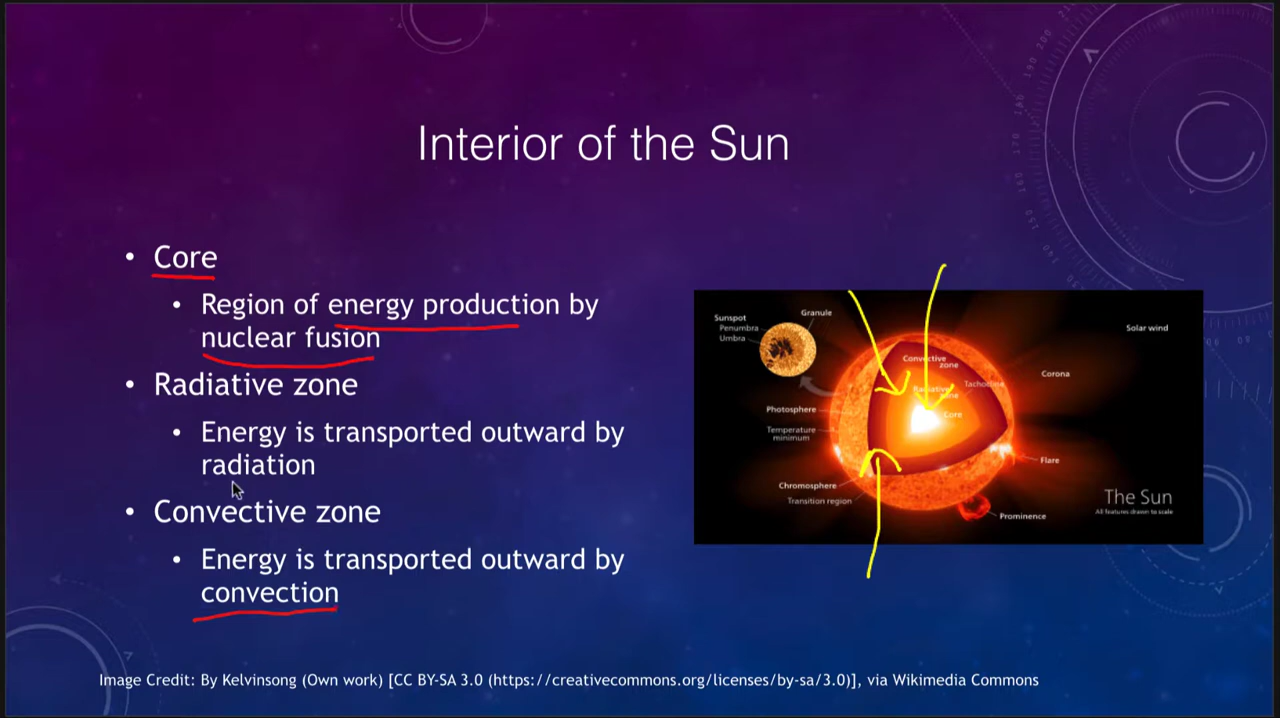 Interior of the Sun
• Core
• Region of energy production by
nuclear fusion
• Radiative zone
• Energy is transported outward by
radiation
• Convective zone
• Energy is transported outward by
convection
Sunspot
Penumbra
Umbra
Granule
Solar wind
Convective
zone
Corona
Radiative
zone
Tachocline
Core
Photosphere
Temperature
minimum
Flare
Chromosphere
Transition region
Prominence
The Sun
All features drawn to scale
Image Credit: By Kelvinsong (Own work) [CC BY-SA 3.0 (https://creativecommons.org/licenses/by-sa/3.0)], via Wikimedia Commons